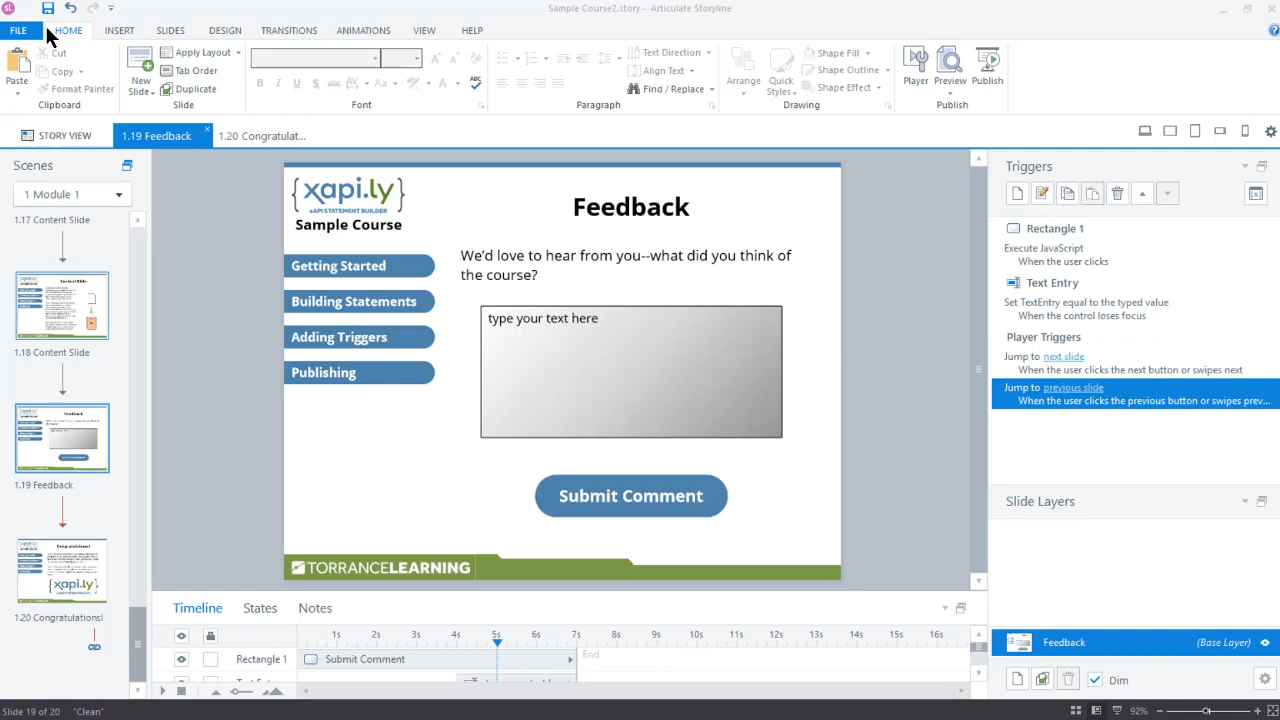 Sample Course2.story - Articulate Storyline
FILE HOME INSERT SLIDES DESIGN TRANSITIONS ANIMATIONS VIEW HELP
Paste
Cut
Copy
Format Painter
Clipboard
New Slide
Apply Layout
Tab Order
Duplicate
Slide
Font
Text Direction
Align Text
Find / Replace
Paragraph
Arrange
Quick Styles
Shape Fill
Shape Outline
Shape Effect
Drawing
Player
Preview
Publish
Publish
STORY VIEW
1.19 Feedback
1.20 Congratulat...
Scenes
1 Module 1
1.17 Content Slide
1.18 Content Slide
1.19 Feedback
1.20 Congratulations!
{xapi.ly}
xAPI STATEMENT BUILDER
Sample Course
Getting Started
Building Statements
Adding Triggers
Publishing
Feedback
We'd love to hear from you--what did you think of
the course?
type your text here
Submit Comment
TORRANCELEARNING
Triggers
Rectangle 1
Execute JavaScript
When the user clicks
Text Entry
Set TextEntry equal to the typed value
When the control loses focus
Player Triggers
Jump to next slide
When the user clicks the next button or swipes next
Jump to previous slide
When the user clicks the previous button or swipes prev...
Slide Layers
Feedback (Base Layer)
Dim
Timeline States Notes
1s 2s 3s 4s 5s 6s 7s 8s 9s 10s 11s 12s 13s 14s 15s 16s
Rectangle 1
Submit Comment
End
Slide 19 of 20 "Clean"
92%